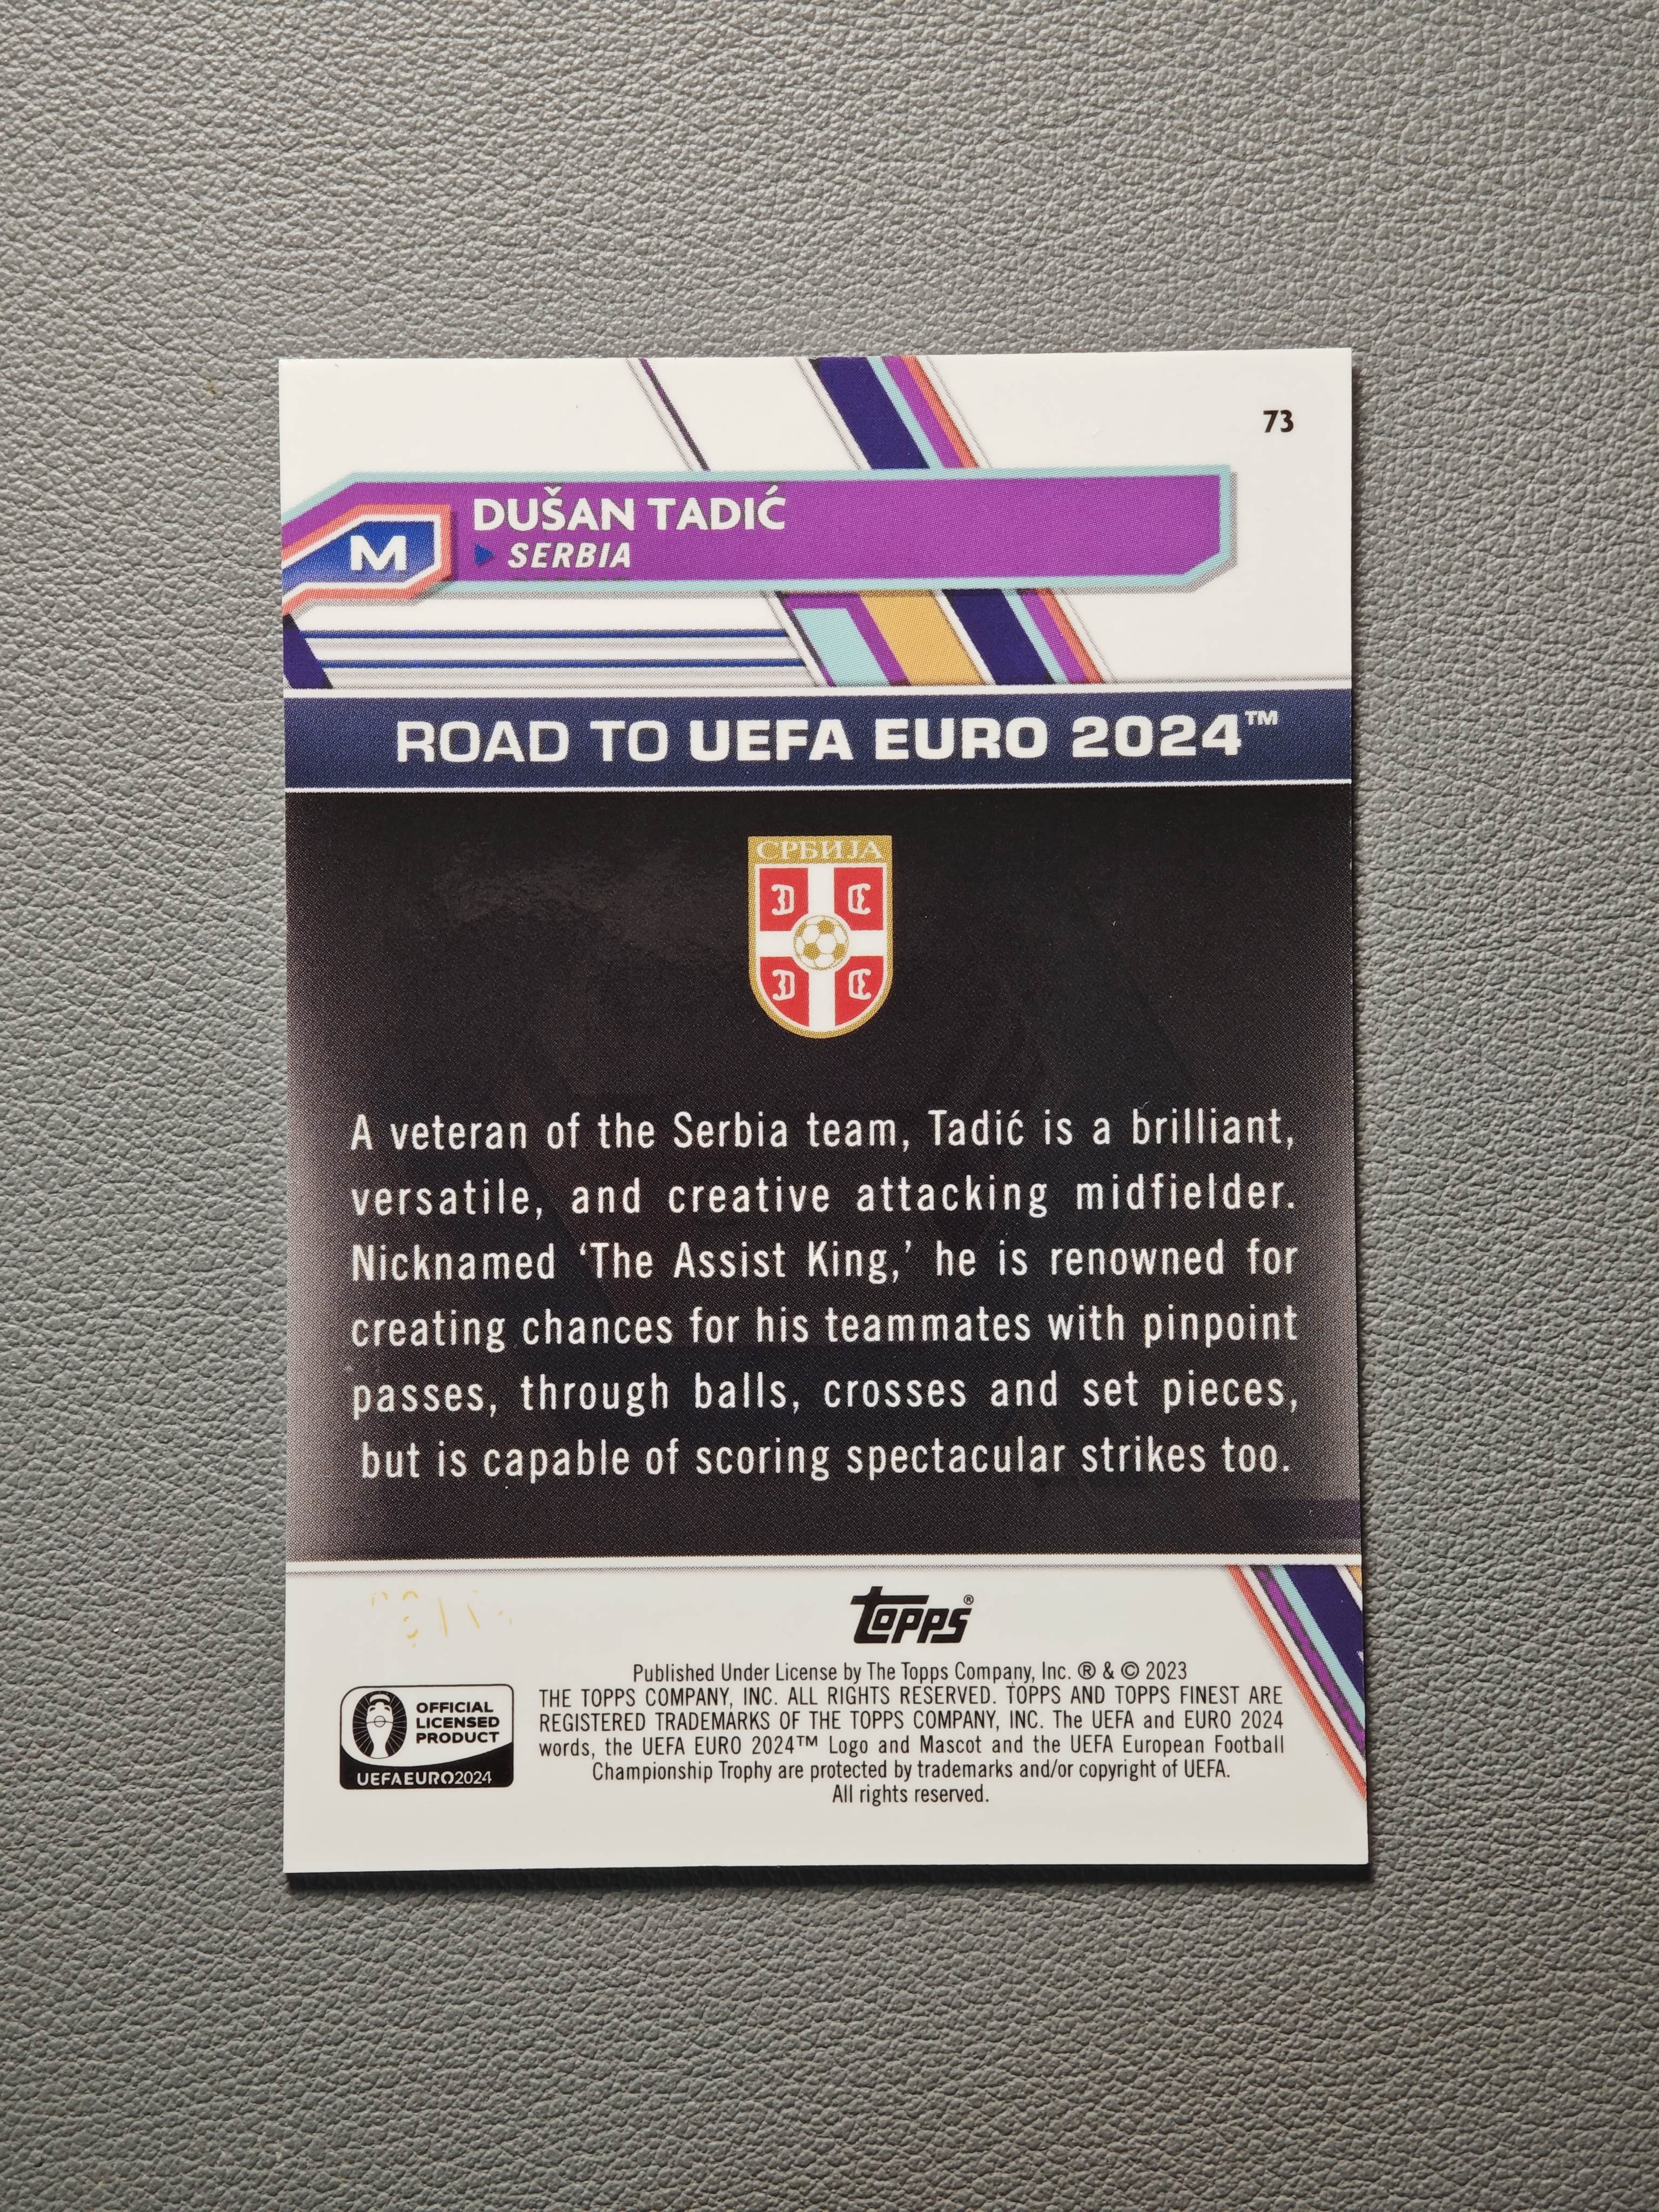 73
DUŠAN TADIĆ
M
SERBIA
ROAD TO UEFA EURO 2024™
СРБИЈА
A veteran of the Serbia team, Tadić is a brilliant,
versatile, and creative attacking midfielder.
Nicknamed ‘The Assist King,’ he is renowned for
creating chances for his teammates with pinpoint
passes, through balls, crosses and set pieces,
but is capable of scoring spectacular strikes too.
topps®
Published Under License by The Topps Company, Inc. ® & © 2023
THE TOPPS COMPANY, INC. ALL RIGHTS RESERVED. TOPPS AND TOPPS FINEST ARE
REGISTERED TRADEMARKS OF THE TOPPS COMPANY, INC. The UEFA and EURO 2024
words, the UEFA EURO 2024™ Logo and Mascot and the UEFA European Football
Championship Trophy are protected by trademarks and/or copyright of UEFA.
All rights reserved.
OFFICIAL
LICENSED
PRODUCT
UEFAEURO2024